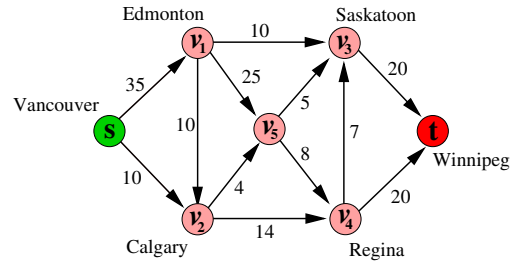 Edmonton
Saskatoon
v1
10
v3
35
25
20
Vancouver
5
s
10
v5
t
7
Winnipeg
8
10
4
20
v2
14
v4
Calgary
Regina